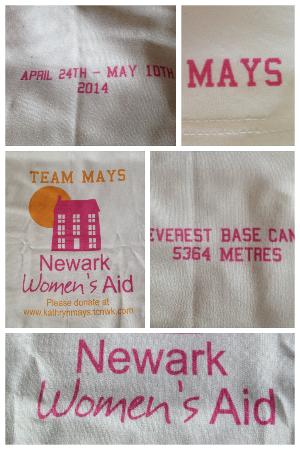 APRIL 24TH - MAY 10TH
2014
MAYS
TEAM MAYS
Newark
Women's Aid
Please donate at
www.kathrynmays.tcnwk.com
EVEREST BASE CAM
5364 METRES
Newark
Women's Aid